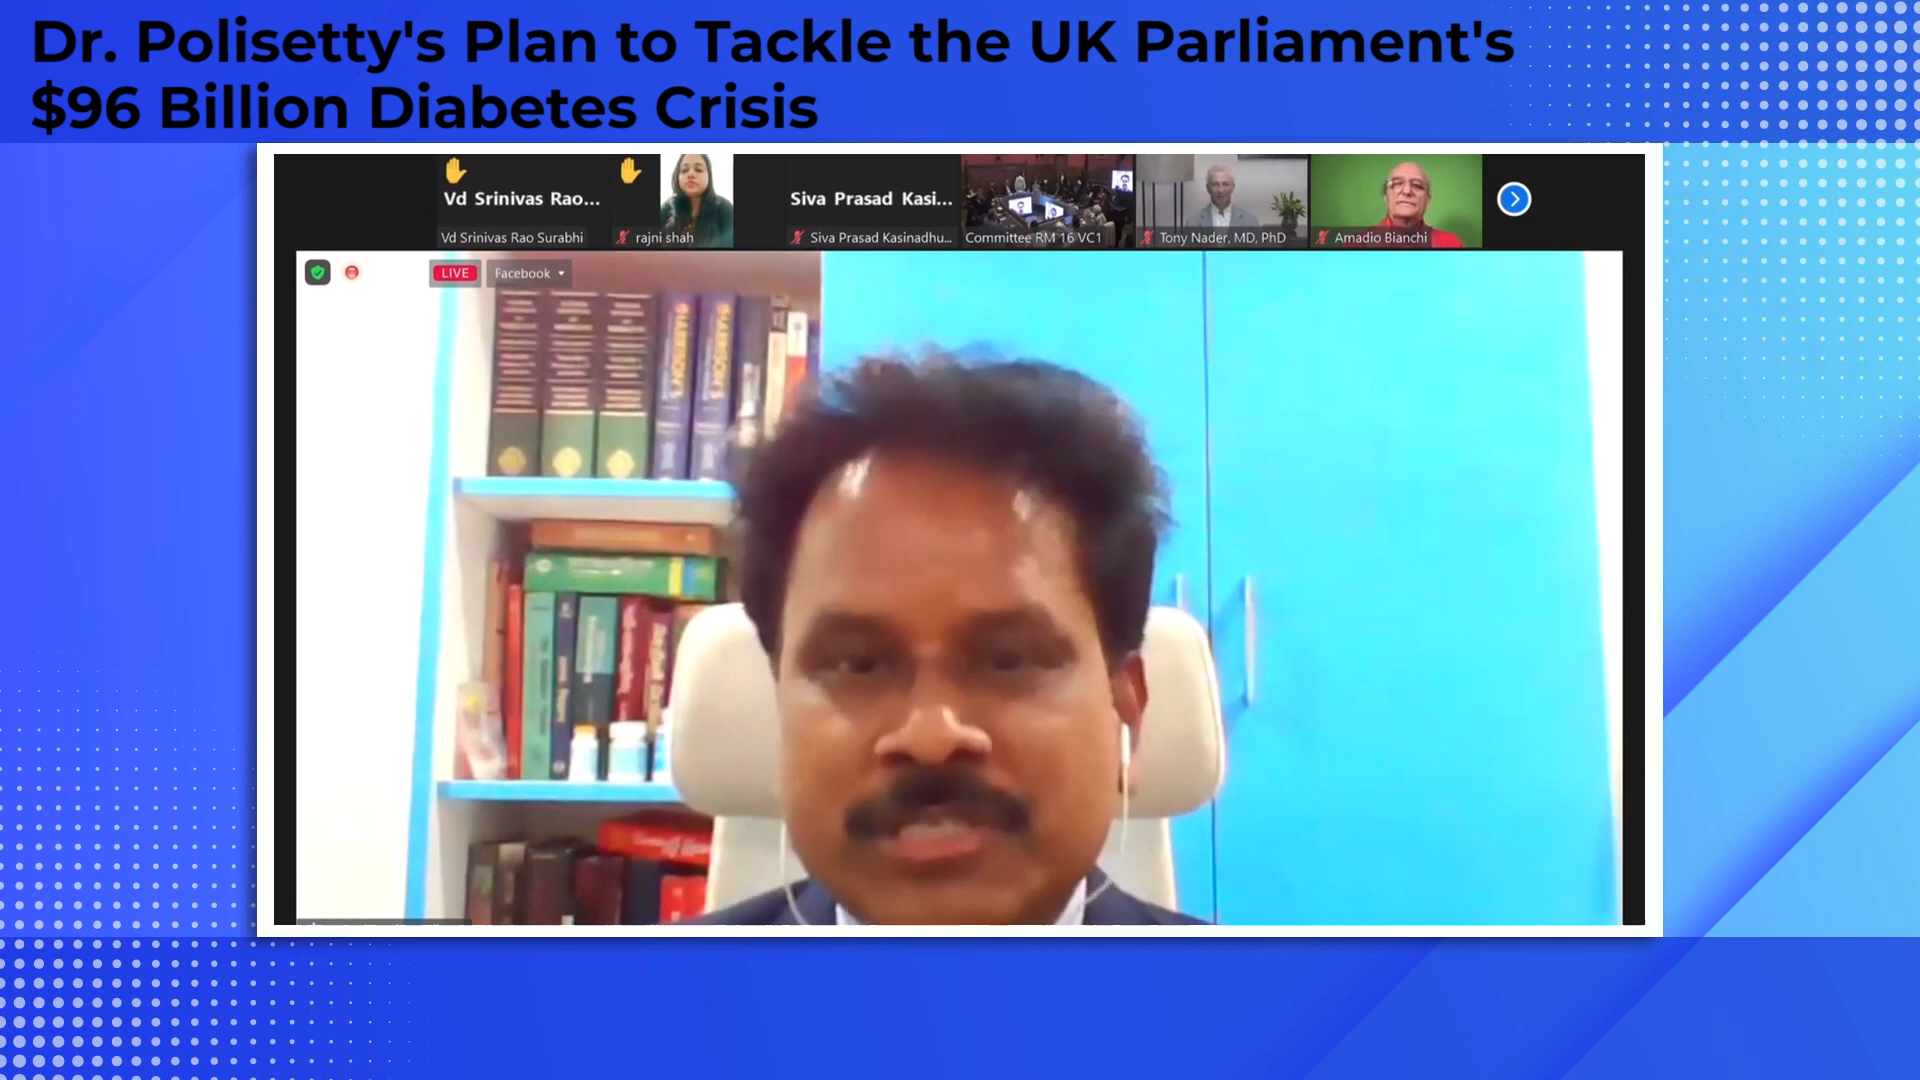 Dr. Polisetty's Plan to Tackle the UK Parliament's
$96 Billion Diabetes Crisis
Vd Srinivas Rao...
Siva Prasad Kasi...
Vd Srinivas Rao Surabhi
rajni shah
Siva Prasad Kasinadhu...
Committee RM 16 VC1
Tony Nader, MD, PhD
Amadio Bianchi
LIVE
Facebook
HARRISON'S
HARRISON'S